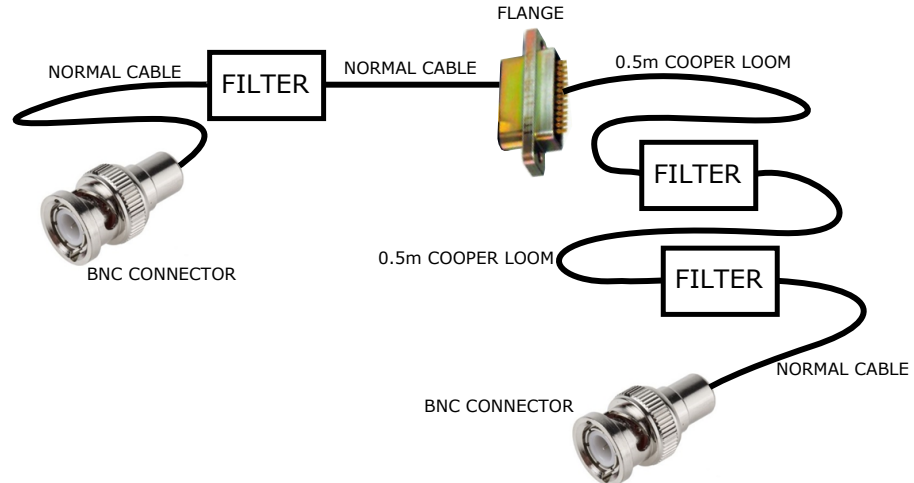 FLANGE
NORMAL CABLE
FILTER
NORMAL CABLE
0.5m COOPER LOOM
FILTER
BNC CONNECTOR
0.5m COOPER LOOM
FILTER
NORMAL CABLE
BNC CONNECTOR